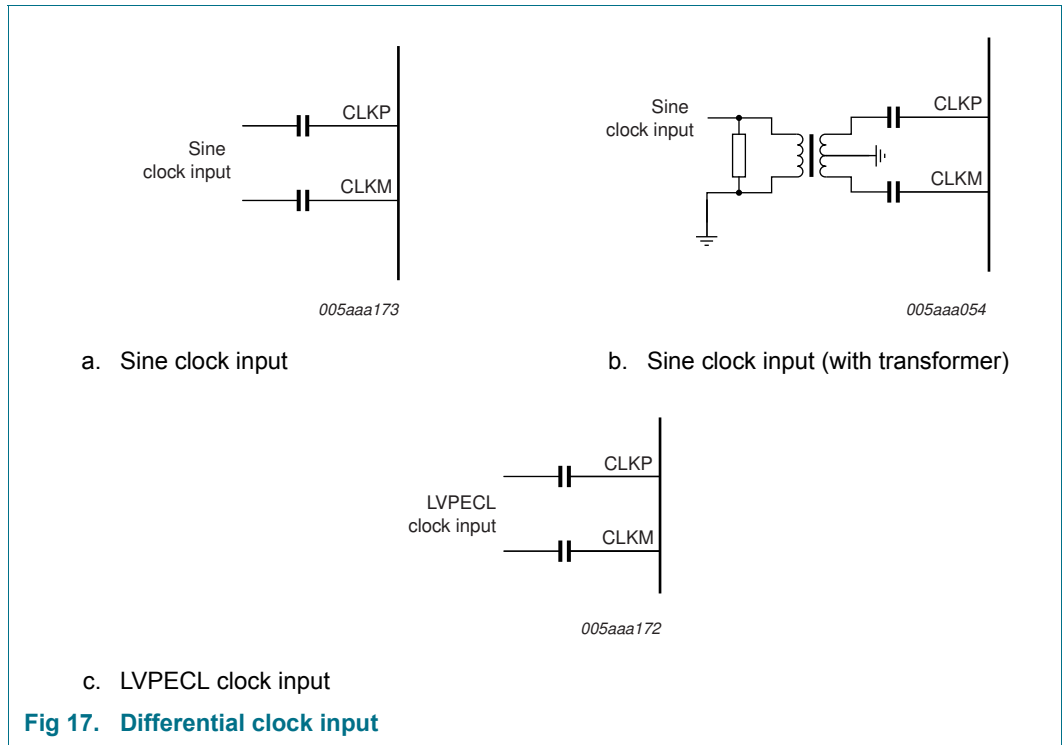 Sine
clock input
CLKP
CLKM
005aaa173
a. Sine clock input
Sine
clock input
CLKP
CLKM
005aaa054
b. Sine clock input (with transformer)
LVPECL
clock input
CLKP
CLKM
005aaa172
c. LVPECL clock input
Fig 17. Differential clock input